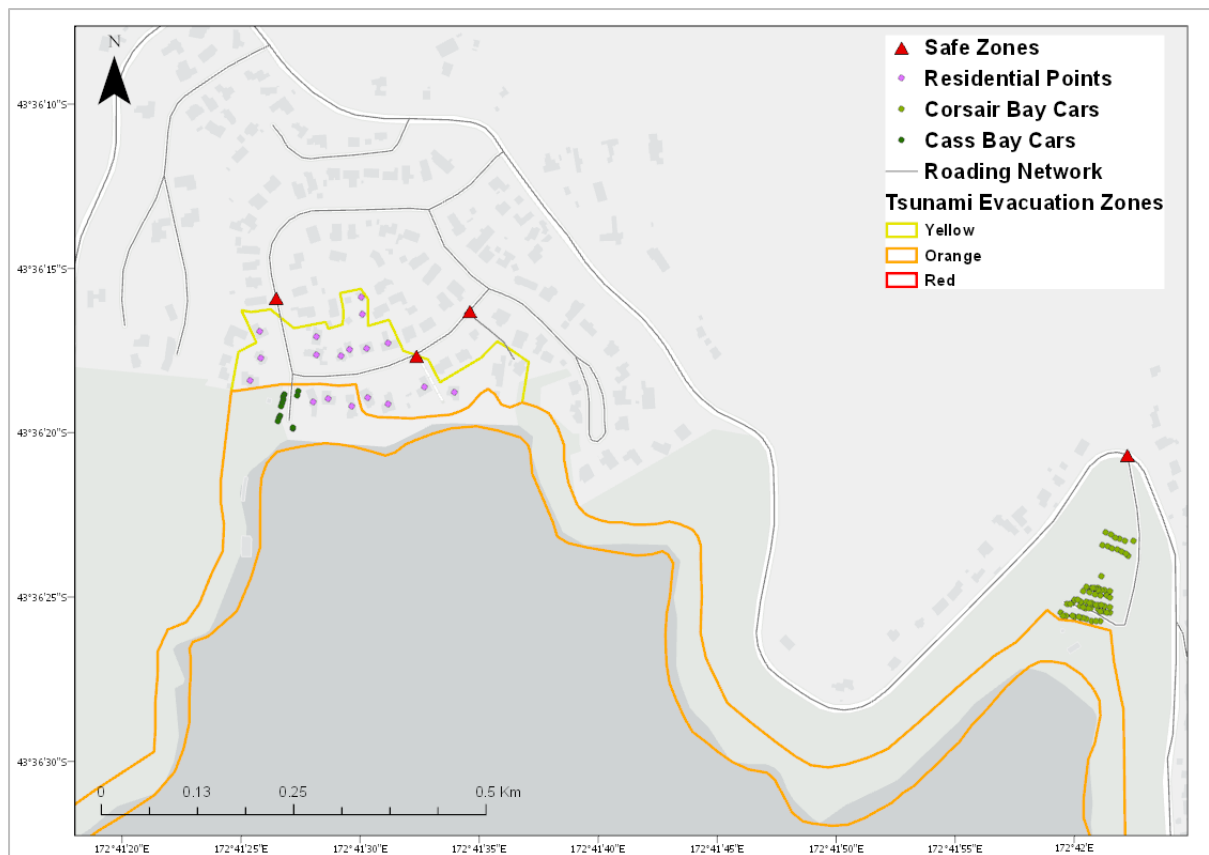 N
Safe Zones
Residential Points
Corsair Bay Cars
Cass Bay Cars
Roading Network
Tsunami Evacuation Zones
Yellow
Orange
Red
43°36'10"S
43°36'15"S
43°36'20"S
43°36'25"S
43°36'30"S
0 0.13 0.25 0.5 Km
172°41'20"E 172°41'25"E 172°41'30"E 172°41'35"E 172°41'40"E 172°41'45"E 172°41'50"E 172°41'55"E 172°42'E